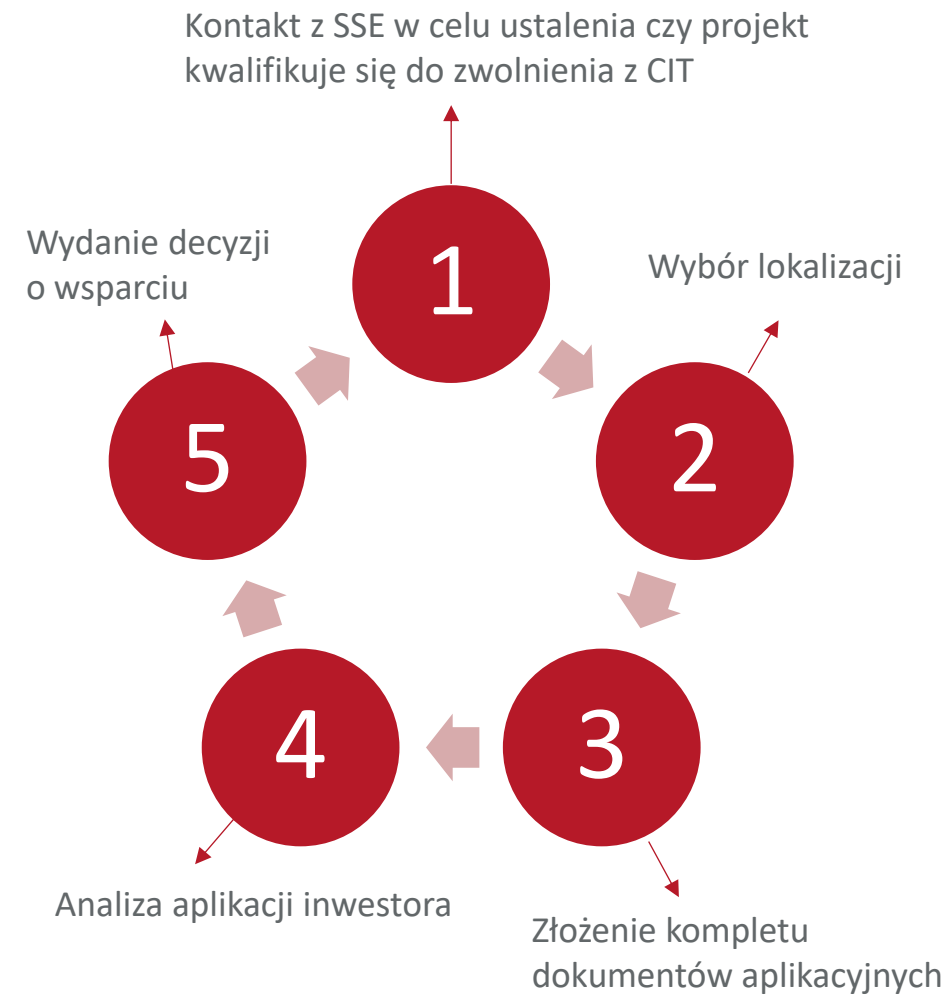 Kontakt z SSE w celu ustalenia czy projekt
kwalifikuje się do zwolnienia z CIT
1
Wybór lokalizacji
2
Złożenie kompletu
dokumentów aplikacyjnych
3
Analiza aplikacji inwestora
4
Wydanie decyzji
o wsparciu
5